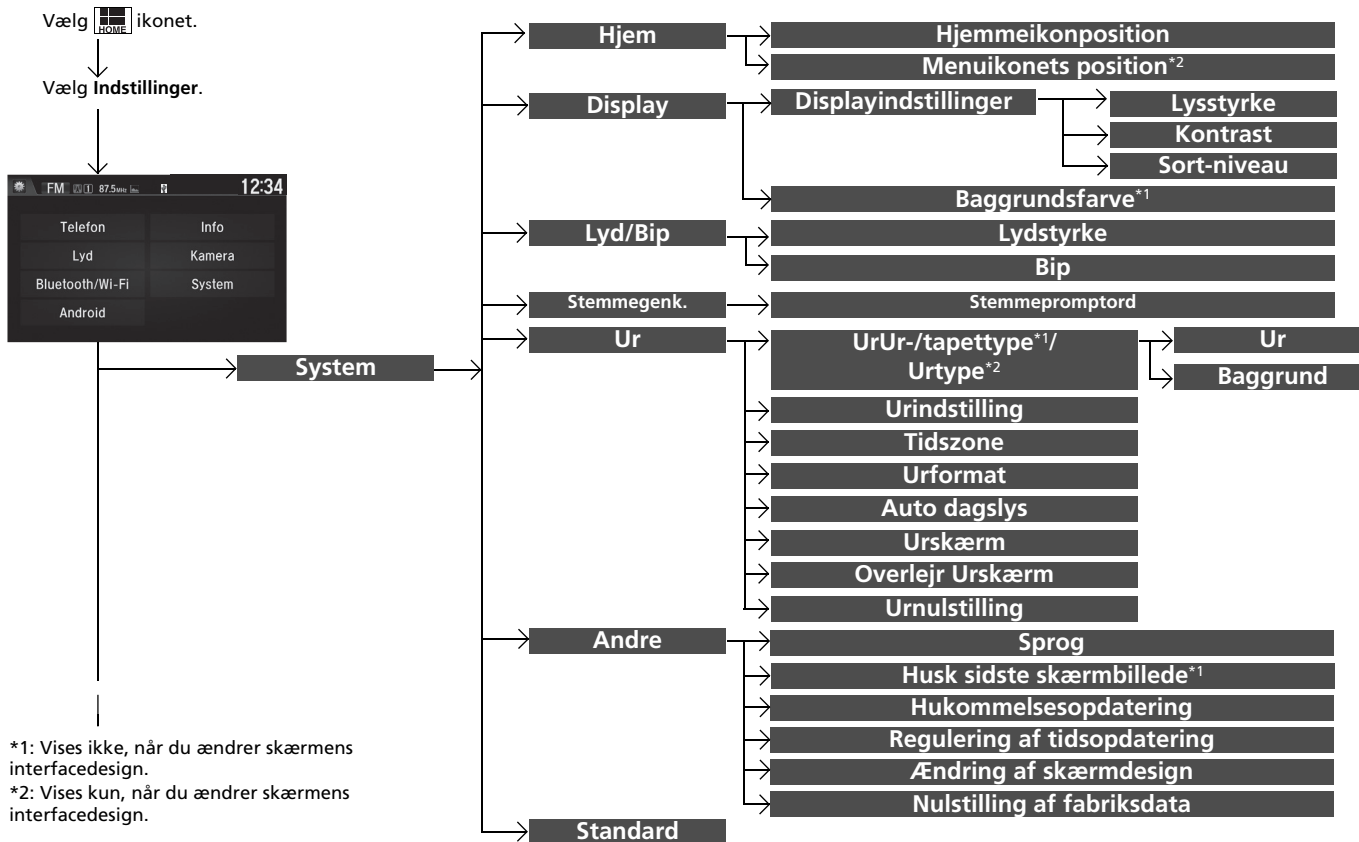 Vælg HOME ikonet.
Vælg Indstillinger.
FM 1 87.5MHz 12:34
Telefon Info
Lyd Kamera
Bluetooth/Wi-Fi System
Android
System
Hjem
Hjemmeikonposition
Menuikonets position*2
Display
Displayindstillinger
Lysstyrke
Kontrast
Sort-niveau
Baggrundsfarve*1
Lyd/Bip
Lydstyrke
Bip
Stemmegenk.
Stemmepromptord
Ur
UrUr-/tapettype*1/
Urtype*2
Ur
Baggrund
Urindstilling
Tidszone
Urformat
Auto dagslys
Urskærm
Overlejr Urskærm
Urnulstilling
Andre
Sprog
Husk sidste skærmbillede*1
Hukommelsesopdatering
Regulering af tidsopdatering
Ændring af skærmdesign
Nulstilling af fabriksdata
Standard
*1: Vises ikke, når du ændrer skærmens
interfacedesign.
*2: Vises kun, når du ændrer skærmens
interfacedesign.